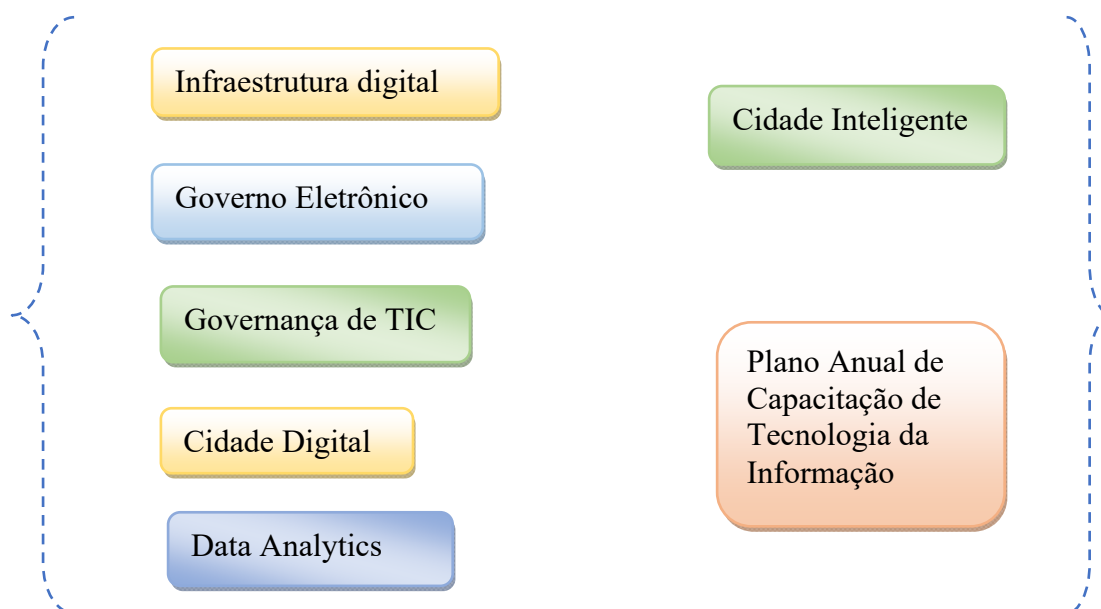 Infraestrutura digital
Governo Eletrônico
Governança de TIC
Cidade Digital
Data Analytics
Cidade Inteligente
Plano Anual de
Capacitação de
Tecnologia da
Informação